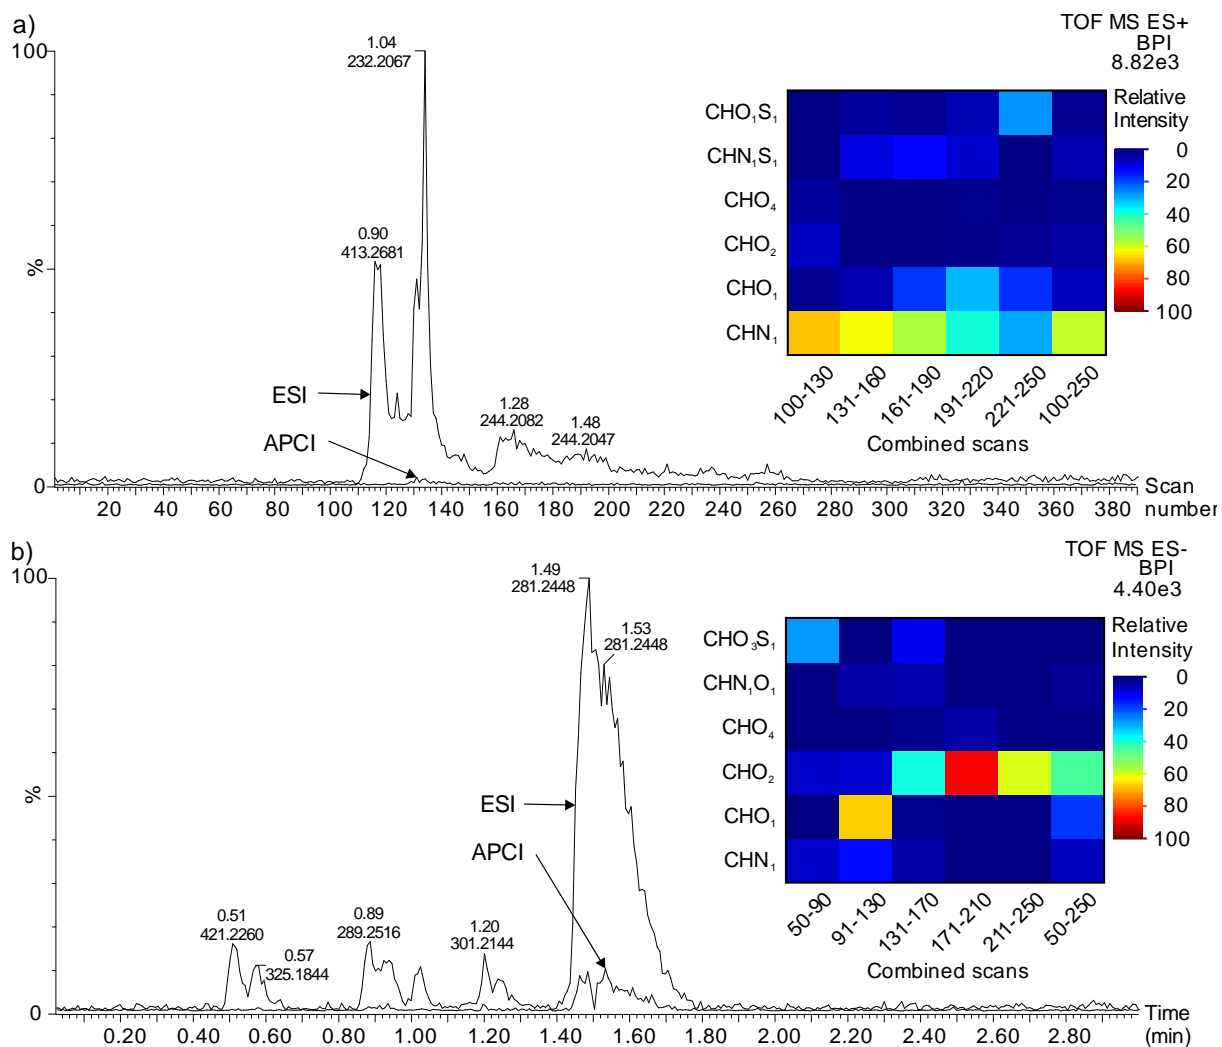 a)
TOF MS ES+
BPI
8.82e3
100
%
0
1.04
232.2067
0.90
413.2681
ESI
APCI
1.28
244.2082
1.48
244.2047
20 40 60 80 100 120 140 160 180 200 220 240 260 280 300 320 340 360 380
Scan
number
CHO₁S₁
CHN₁S₁
CHO₄
CHO₂
CHO₁
CHN₁
100-130 131-160 161-190 191-220 221-250 100-250
Combined scans
Relative
Intensity
0
20
40
60
80
100
b)
TOF MS ES-
BPI
4.40e3
100
%
0
1.49
281.2448
1.53
281.2448
ESI
APCI
0.51
421.2260
0.57
325.1844
0.89
289.2516
1.20
301.2144
0.20 0.40 0.60 0.80 1.00 1.20 1.40 1.60 1.80 2.00 2.20 2.40 2.60 2.80
Time
(min)
CHO₃S₁
CHN₁O₁
CHO₄
CHO₂
CHO₁
CHN₁
50-90 91-130 131-170 171-210 211-250 50-250
Combined scans
Relative
Intensity
0
20
40
60
80
100